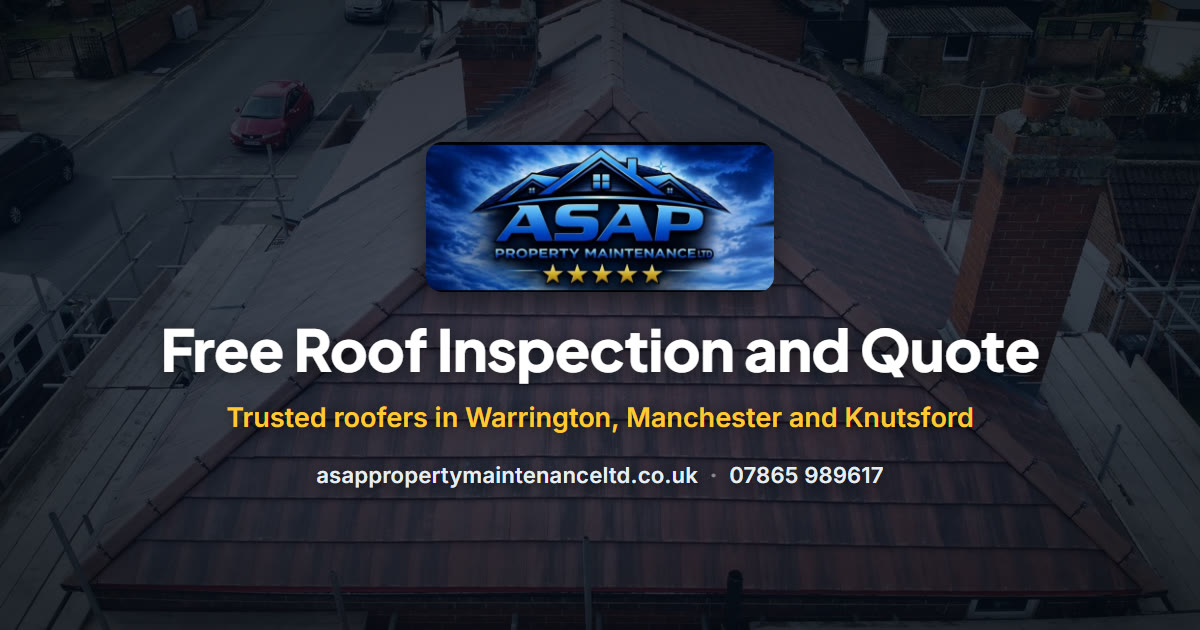 ASAP
PROPERTY MAINTENANCE LTD
Free Roof Inspection and Quote
Trusted roofers in Warrington, Manchester and Knutsford
asappropertymaintenanceltd.co.uk · 07865 989617